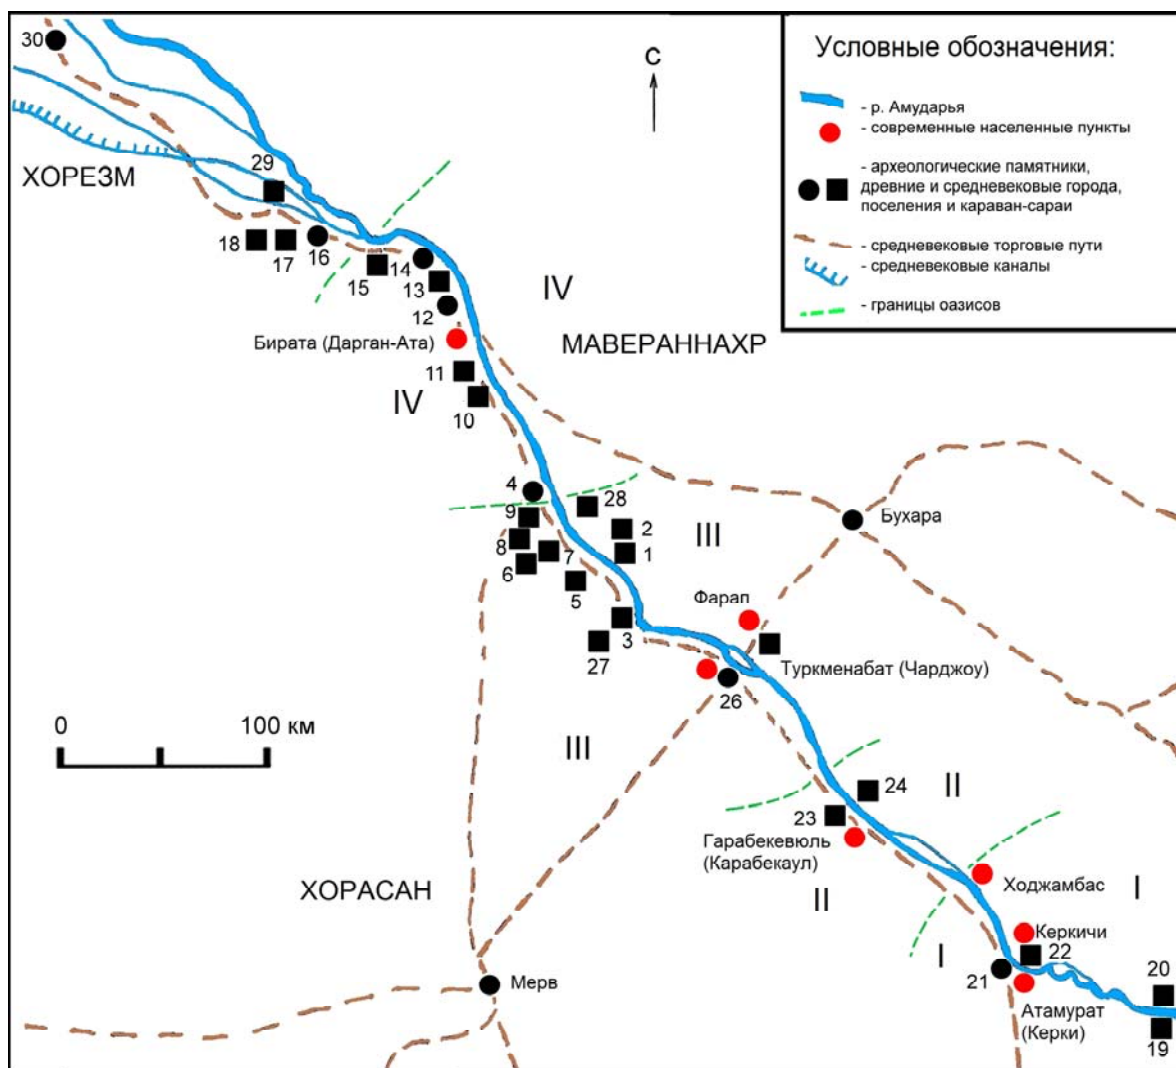 30
С
Условные обозначения:
- р. Амударья
- современные населенные пункты
- археологические памятники,
древние и средневековые города,
поселения и караван-сараи
- средневековые торговые пути
- средневековые каналы
- границы оазисов
ХОРЕЗМ
29
18
17
16
15
14
13
12
IV
МАВЕРАННАХР
Бирата (Дарган-Ата)
11
IV
10
4
28
9
2
III
Бухара
8
7
1
6
5
Фарап
3
27
Туркменабат (Чарджоу)
26
0
100 км
III
24
II
23
Гарабекевюль
(Карабекаул)
ХОРАСАН
II
Ходжамбас
I
Керкичи
I
22
21
20
Мерв
Атамурат
(Керки)
19